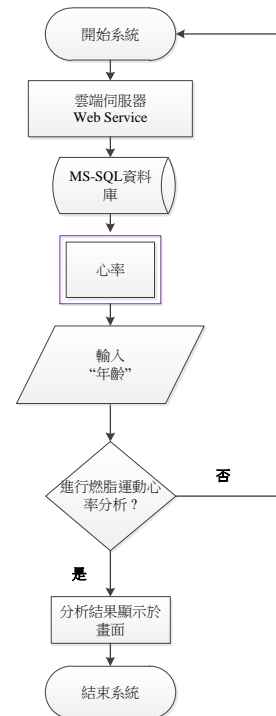 開始系統
雲端伺服器
Web Service
MS-SQL資料
庫
心率
輸入
“年齡”
進行燃脂運動心
率分析？
否
是
分析結果顯示於
畫面
結束系統